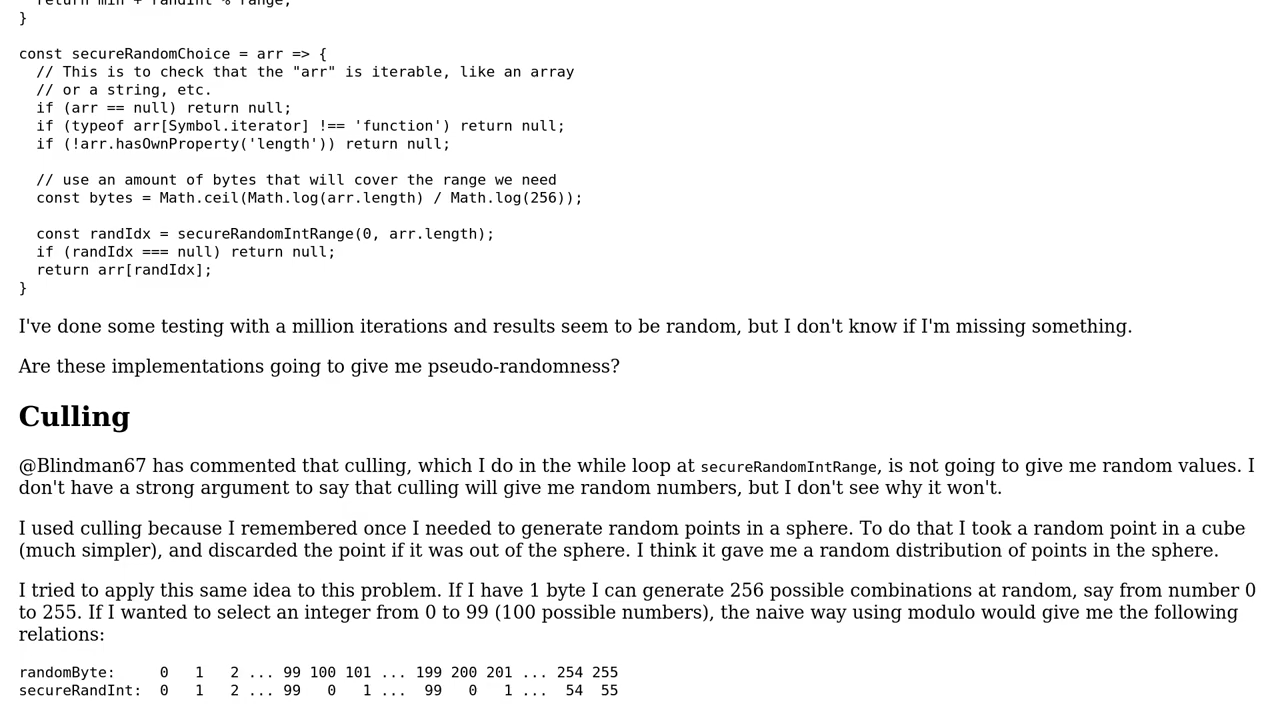 return min + randInt % range;
}
const secureRandomChoice = arr => {
  // This is to check that the "arr" is iterable, like an array
  // or a string, etc.
  if (arr == null) return null;
  if (typeof arr[Symbol.iterator] !== 'function') return null;
  if (!arr.hasOwnProperty('length')) return null;
  // use an amount of bytes that will cover the range we need
  const bytes = Math.ceil(Math.log(arr.length) / Math.log(256));
  const randIdx = secureRandomIntRange(0, arr.length);
  if (randIdx === null) return null;
  return arr[randIdx];
}
I've done some testing with a million iterations and results seem to be random, but I don't know if I'm missing something.
Are these implementations going to give me pseudo-randomness?
Culling
@Blindman67 has commented that culling, which I do in the while loop at secureRandomIntRange, is not going to give me random values. I
don't have a strong argument to say that culling will give me random numbers, but I don't see why it won't.
I used culling because I remembered once I needed to generate random points in a sphere. To do that I took a random point in a cube
(much simpler), and discarded the point if it was out of the sphere. I think it gave me a random distribution of points in the sphere.
I tried to apply this same idea to this problem. If I have 1 byte I can generate 256 possible combinations at random, say from number 0
to 255. If I wanted to select an integer from 0 to 99 (100 possible numbers), the naive way using modulo would give me the following
relations:
randomByte:     0   1   2 ... 99 100 101 ... 199 200 201 ... 254 255
secureRandInt:  0   1   2 ... 99   0   1 ...  99   0   1 ...  54  55